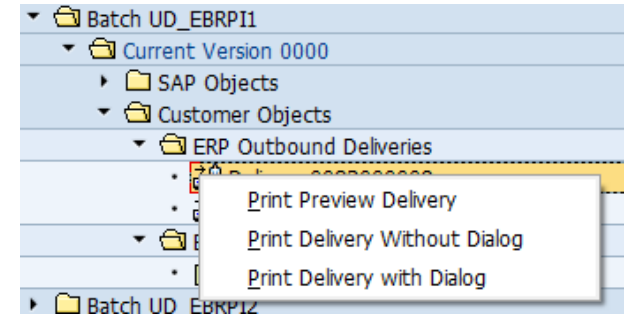 Batch UD_EBRPI1
Current Version 0000
SAP Objects
Customer Objects
ERP Outbound Deliveries
Print Preview Delivery
Print Delivery Without Dialog
Print Delivery with Dialog
Batch UD_EBRPI2